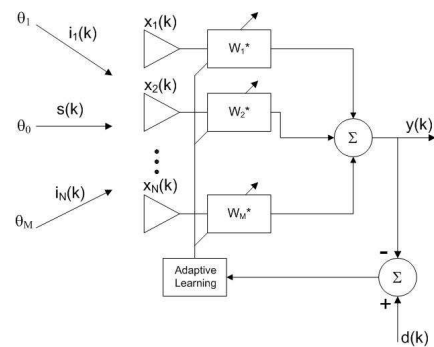 θ1
i1(k)
x1(k)
W1*
s(k)
x2(k)
θ0
W2*
Σ
y(k)
iN(k)
xN(k)
θM
WM*
-
Adaptive
Learning
Σ
+
d(k)